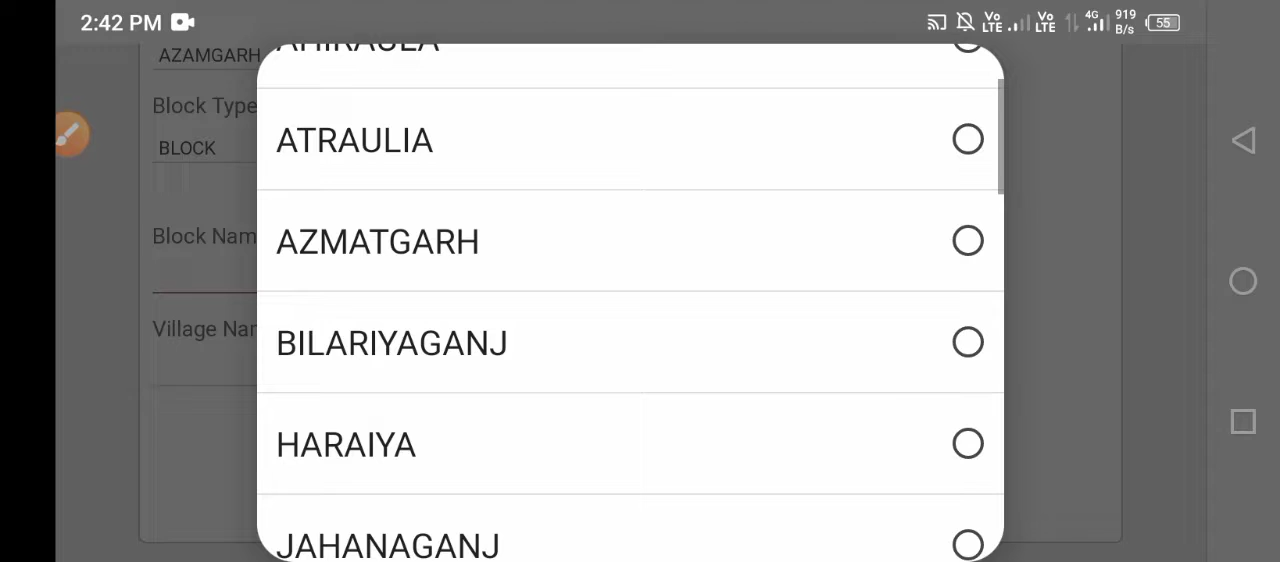 2:42 PM
Vo LTE Vo LTE 4G 919 B/s 55
AZAMGARH
Block Type
BLOCK
Block Nam
Village Nar
AHIRAULA
ATRAULIA
AZMATGARH
BILARIYAGANJ
HARAIYA
JAHANAGANJ